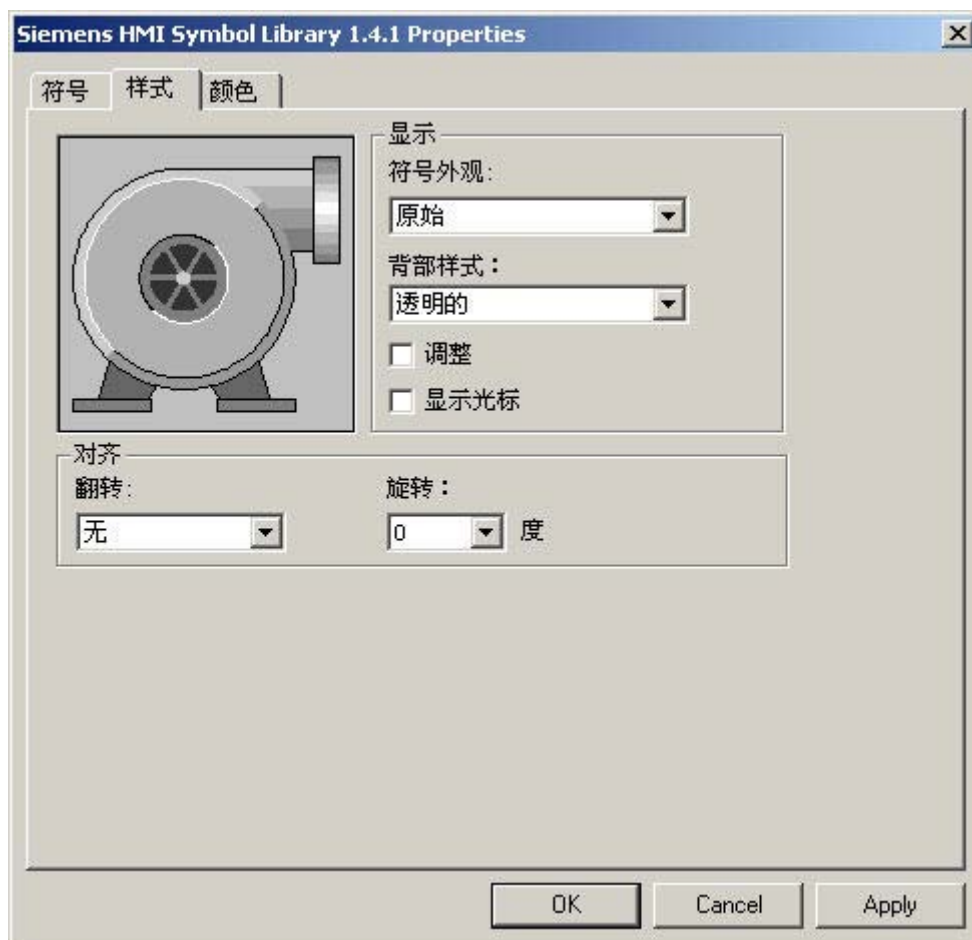 Siemens HMI Symbol Library 1.4.1 Properties
符号 样式 颜色
显示
符号外观:
原始
背部样式：
透明的
调整
显示光标
对齐
翻转: 旋转：
无 0 度
OK Cancel Apply